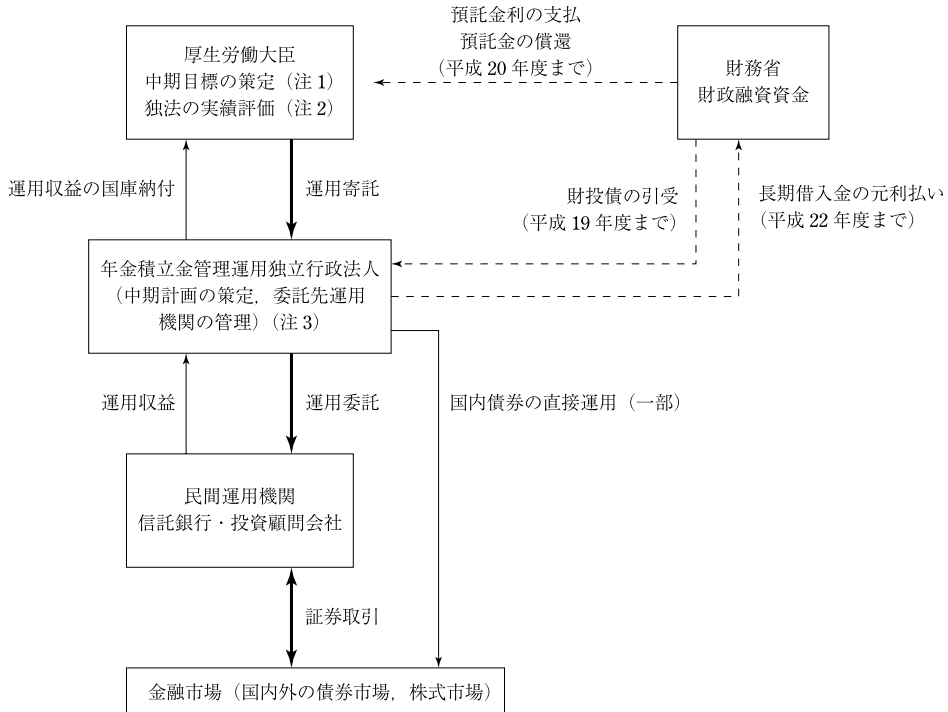 預託金利の支払
預託金の償還
(平成 20 年度まで)
厚生労働大臣
中期目標の策定（注 1）
独法の実績評価（注 2）
財務省
財政融資資金
運用収益の国庫納付
運用寄託
財投債の引受
(平成 19 年度まで)
長期借入金の元利払い
(平成 22 年度まで)
年金積立金管理運用独立行政法人
（中期計画の策定，委託先運用
機関の管理）（注 3）
運用収益
運用委託
国内債券の直接運用（一部）
民間運用機関
信託銀行・投資顧問会社
証券取引
金融市場（国内外の債券市場，株式市場）